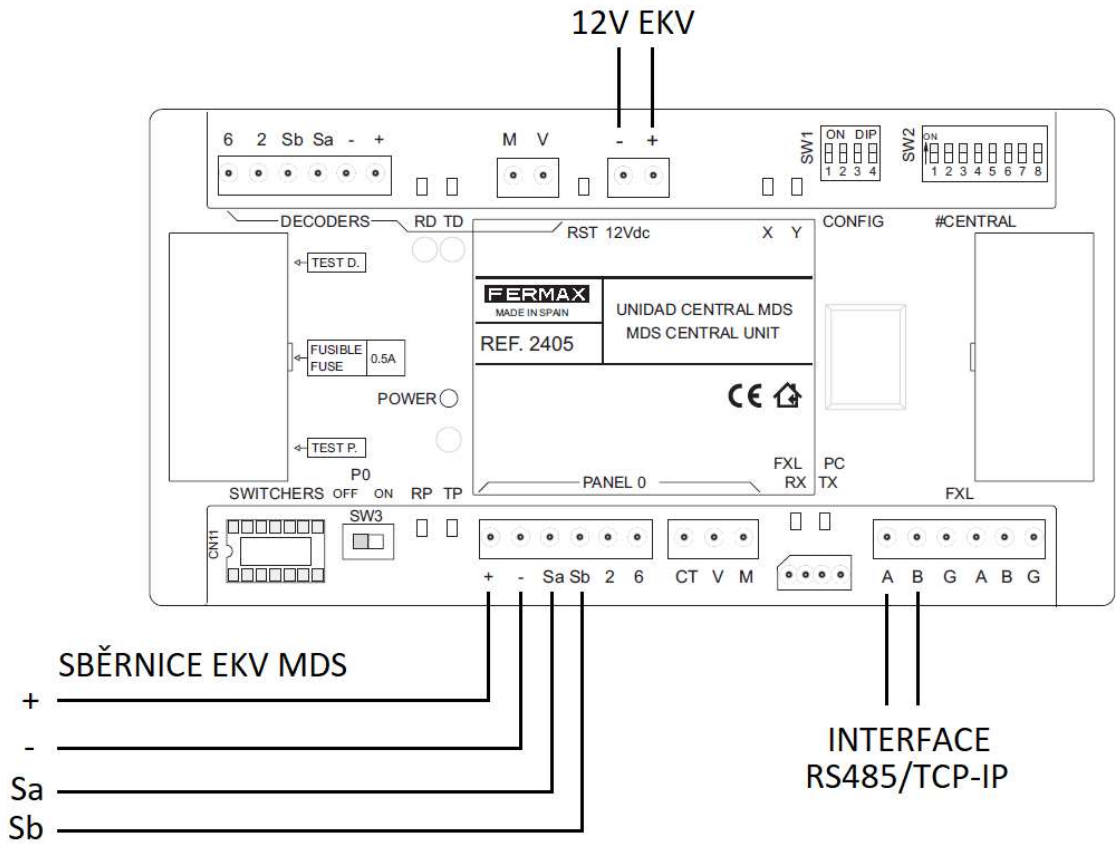 12V EKV
6 2 Sb Sa - +
M V
- +
SW1
ON DIP
1 2 3 4
SW2
ON
1 2 3 4 5 6 7 8
DECODERS
RD TD
RST 12Vdc
X Y
CONFIG
#CENTRAL
TEST D.
FERMAX
MADE IN SPAIN
REF. 2405
UNIDAD CENTRAL MDS
MDS CENTRAL UNIT
FUSIBLE
FUSE
0.5A
POWER
CE
TEST P.
P0
SWITCHERS
OFF ON
RP TP
PANEL 0
FXL PC
RX TX
FXL
CN11
SW3
+ - Sa Sb 2 6
CT V M
A B G A B G
SBĚRNICE EKV MDS
+
-
Sa
Sb
INTERFACE
RS485/TCP-IP